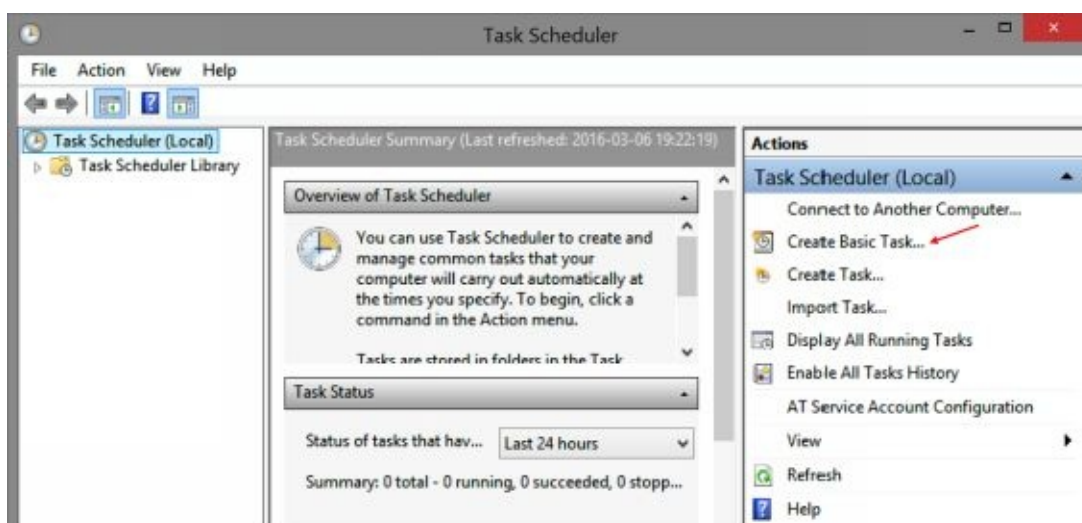 Task Scheduler
File Action View Help
Task Scheduler (Local)
Task Scheduler Library
Task Scheduler Summary (Last refreshed: 2016-03-06 19:22:19)
Overview of Task Scheduler
You can use Task Scheduler to create and
manage common tasks that your
computer will carry out automatically at
the times you specify. To begin, click a
command in the Action menu.
Tasks are stored in folders in the Task
Task Status
Status of tasks that hav... Last 24 hours
Summary: 0 total - 0 running, 0 succeeded, 0 stopp...
Actions
Task Scheduler (Local)
Connect to Another Computer...
Create Basic Task...
Create Task...
Import Task...
Display All Running Tasks
Enable All Tasks History
AT Service Account Configuration
View
Refresh
Help